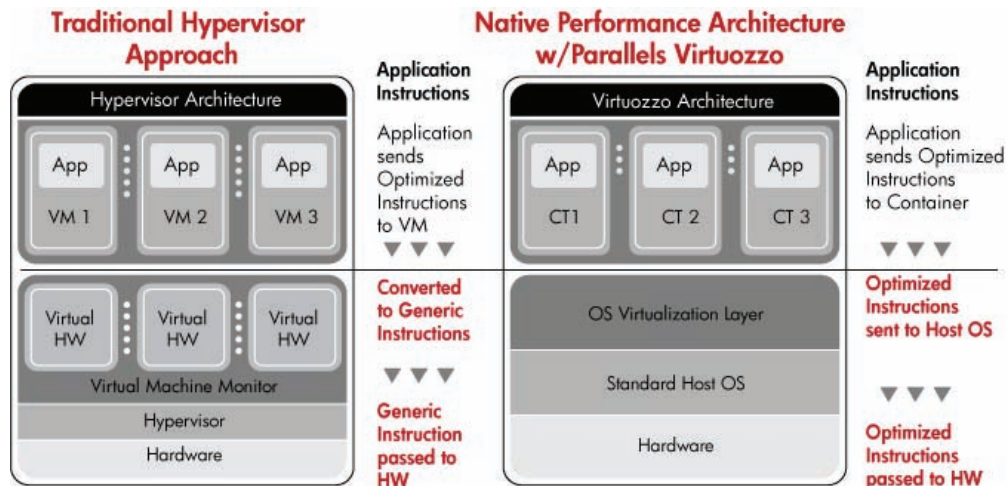 Traditional Hypervisor
Approach
Hypervisor Architecture
App
App
App
VM 1
VM 2
VM 3
Virtual
HW
Virtual
HW
Virtual
HW
Virtual Machine Monitor
Hypervisor
Hardware
Application
Instructions
Application
sends
Optimized
Instructions
to VM
Converted
to Generic
Instructions
Generic
Instruction
passed to
HW
Native Performance Architecture
w/Parallels Virtuozzo
Virtuozzo Architecture
App
App
App
CT1
CT 2
CT 3
OS Virtualization Layer
Standard Host OS
Hardware
Application
Instructions
Application
sends Optimized
Instructions
to Container
Optimized
Instructions
sent to Host OS
Optimized
Instructions
passed to HW